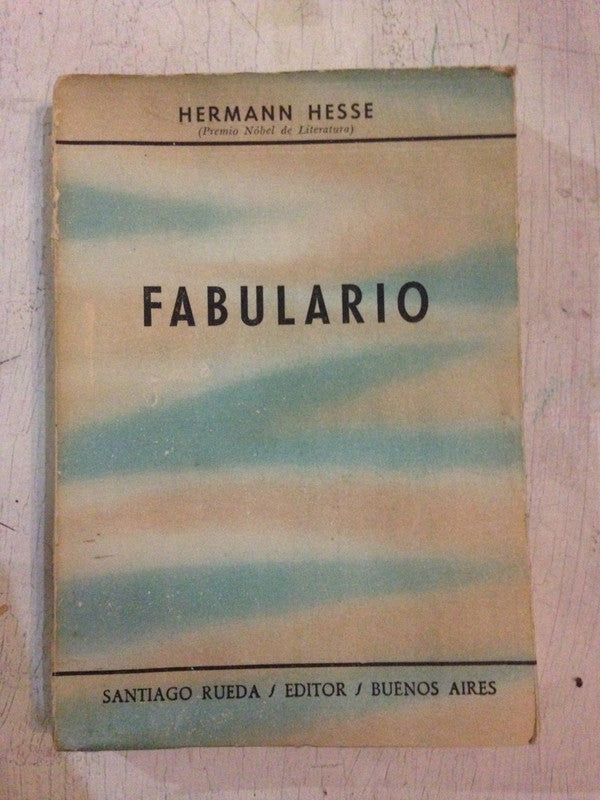 HERMANN HESSE
(Premio Nóbel de Literatura)
FABULARIO
SANTIAGO RUEDA / EDITOR / BUENOS AIRES